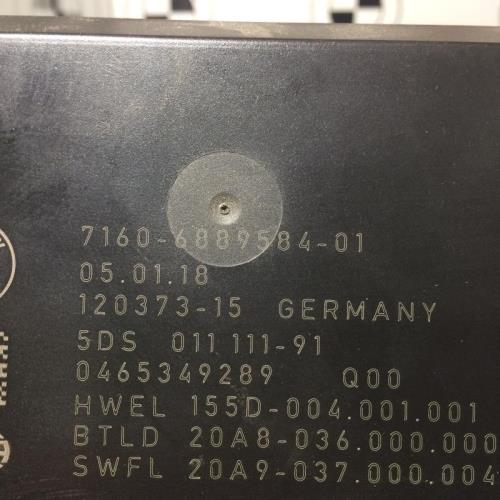 7160-6889584-01
05.01.18
120373-15 GERMANY
5DS 011 111-91
0465349289 Q00
HWEL 155D-004.001.001
BTLD 20A8-036.000.000
SWFL 20A9-037.000.004